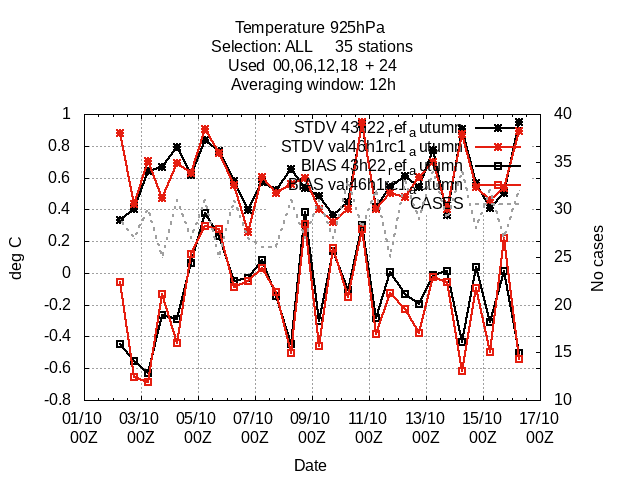 Temperature 925hPa
Selection: ALL 35 stations
Used 00,06,12,18 + 24
Averaging window: 12h
STDV 43h22refautumn
STDV val46h1rc1autumn
BIAS 43h22refautumn
BIAS val46h1rc1autumn
CASES
1
0.8
0.6
0.4
0.2
0
-0.2
-0.4
-0.6
-0.8
deg C
40
35
30
25
20
15
10
No cases
01/10 03/10 05/10 07/10 09/10 11/10 13/10 15/10 17/10
00Z 00Z 00Z 00Z 00Z 00Z 00Z 00Z 00Z
Date